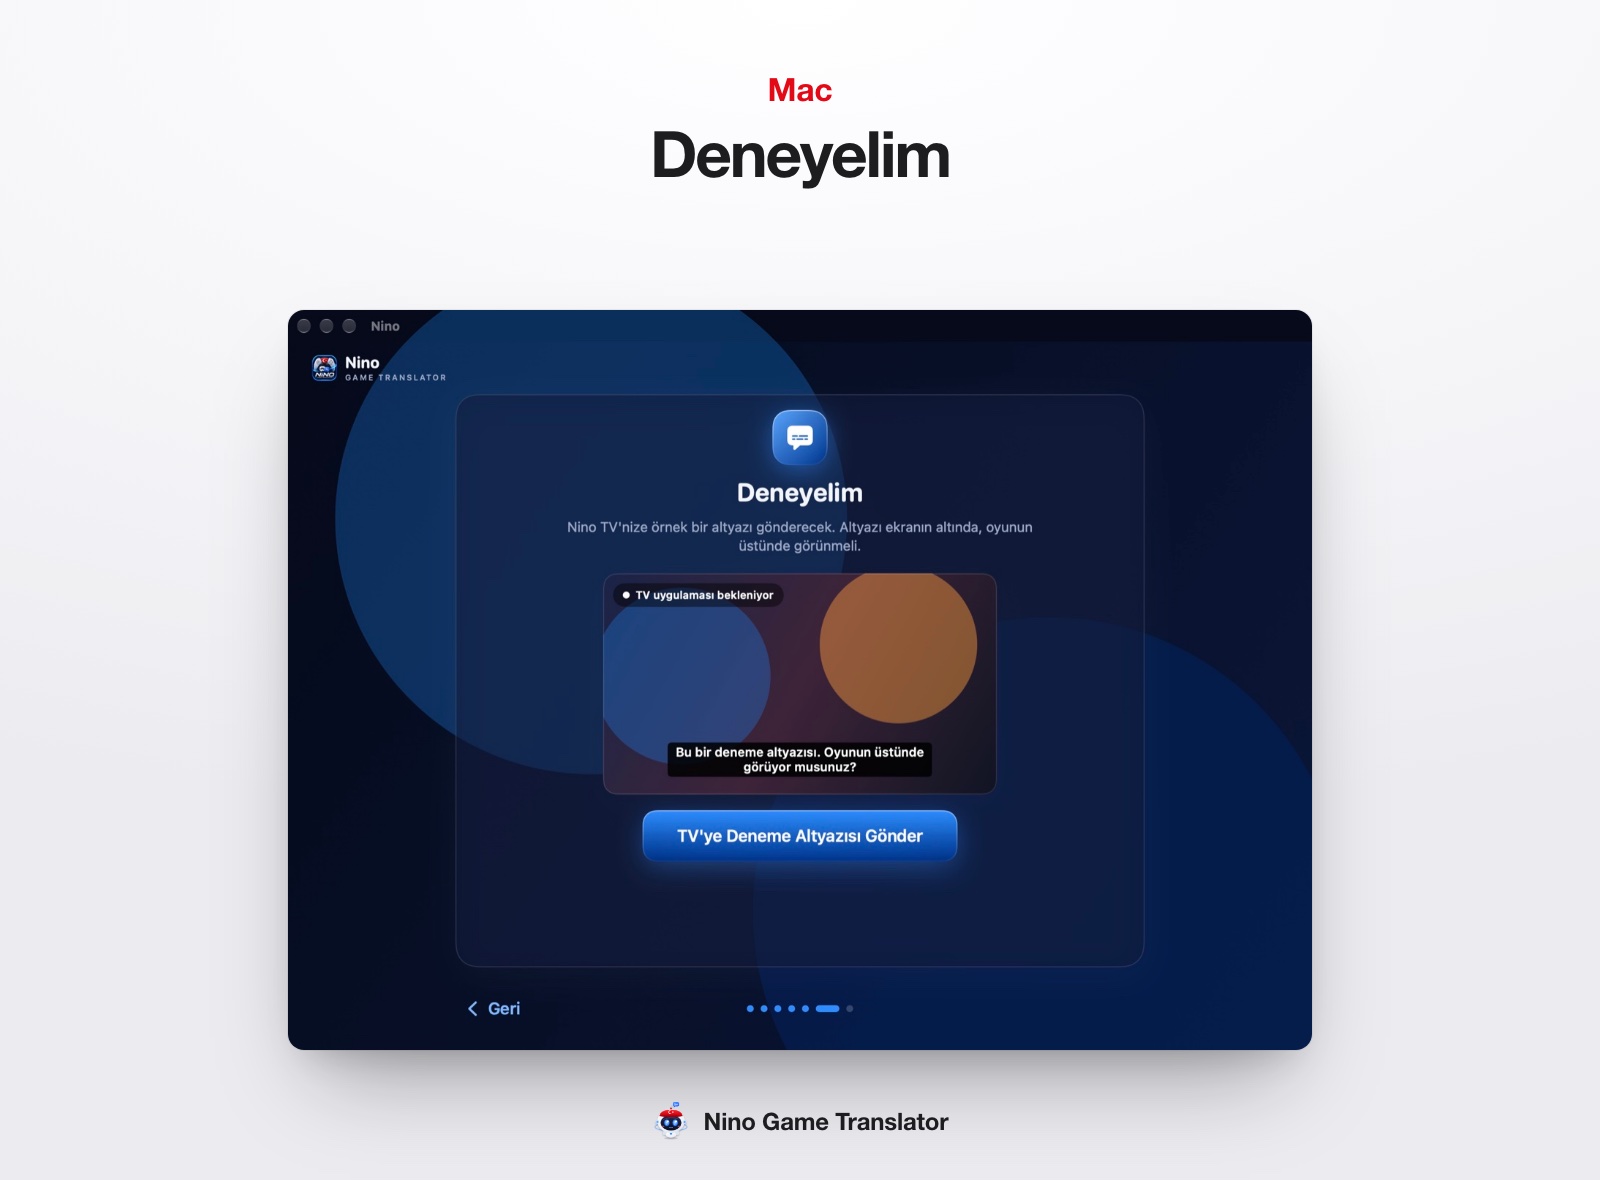 Mac
Deneyelim
Nino
Nino
GAME TRANSLATOR
Deneyelim
Nino TV'nize örnek bir altyazı gönderecek. Altyazı ekranın altında, oyunun
üstünde görünmeli.
TV uygulaması bekleniyor
Bu bir deneme altyazısı. Oyunun üstünde
görüyor musunuz?
TV'ye Deneme Altyazısı Gönder
Geri
Nino Game Translator